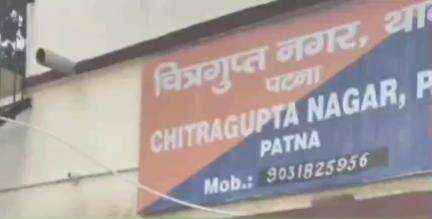 चित्रगुप्त नगर,
पटना
CHITRAGUPTA NAGAR,
PATNA
Mob.: 9031825956